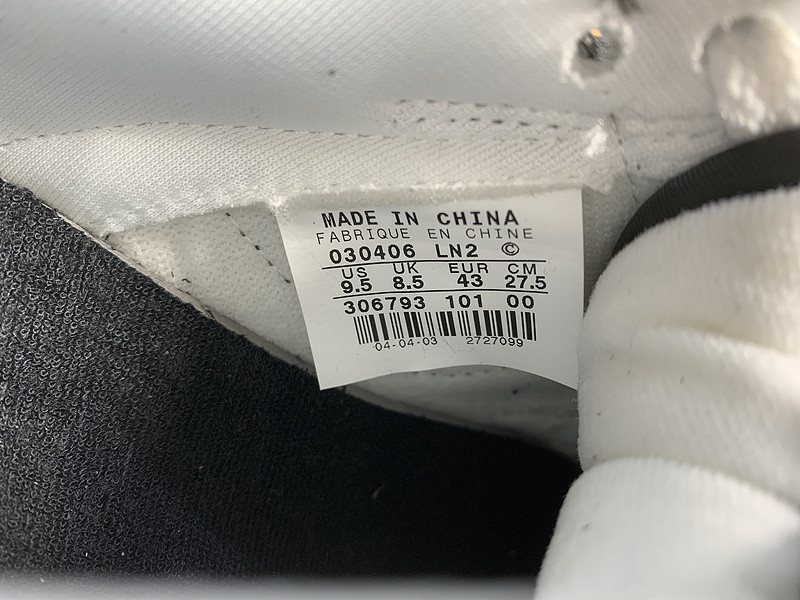 MADE IN CHINA
FABRIQUE EN CHINE
030406 LN2 ©
US UK EUR CM
9.5 8.5 43 27.5
306793 101 00
04-04-03 2727099